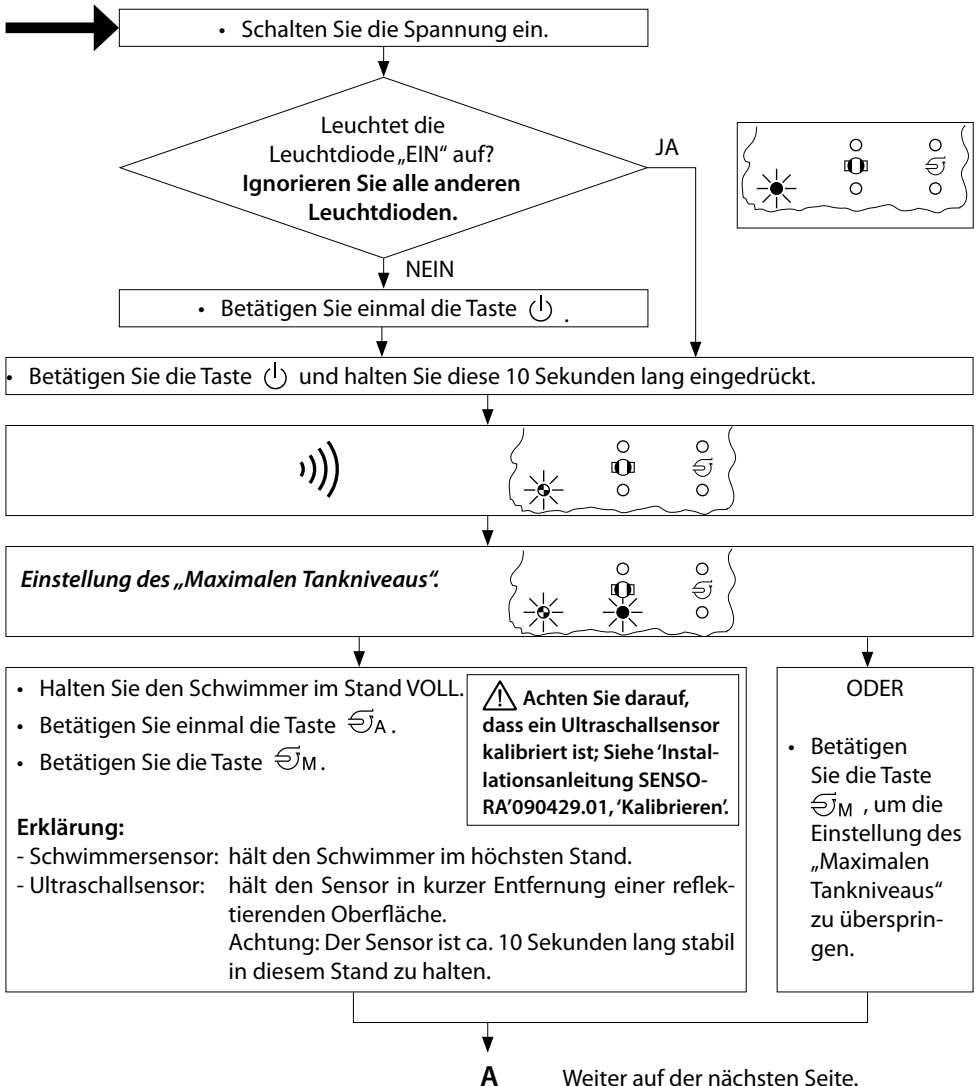 • Schalten Sie die Spannung ein.
Leuchtet die
Leuchtdiode „EIN“ auf?
Ignorieren Sie alle anderen
Leuchtdioden.
JA
NEIN
• Betätigen Sie einmal die Taste .
• Betätigen Sie die Taste und halten Sie diese 10 Sekunden lang eingedrückt.
Einstellung des „Maximalen Tankniveaus“.
• Halten Sie den Schwimmer im Stand VOLL.
• Betätigen Sie einmal die Taste A .
• Betätigen Sie die Taste M .
Achten Sie darauf,
dass ein Ultraschallsensor
kalibriert ist; Siehe ‘Instal-
lationsanleitung SENSO-
RA’090429.01, ‘Kalibrieren’.
Erklärung:
- Schwimmersensor: hält den Schwimmer im höchsten Stand.
- Ultraschallsensor: hält den Sensor in kurzer Entfernung einer reflek-
tierenden Oberfläche.
Achtung: Der Sensor ist ca. 10 Sekunden lang stabil
in diesem Stand zu halten.
ODER
• Betätigen
Sie die Taste
M , um die
Einstellung des
„Maximalen
Tankniveaus“
zu übersprin-
gen.
A Weiter auf der nächsten Seite.